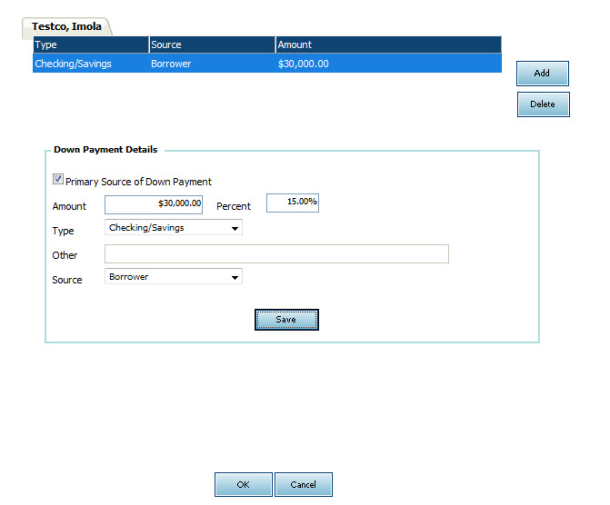 Testco, Imola
Type Source Amount
Checking/Savings Borrower $30,000.00
Add
Delete
Down Payment Details
Primary Source of Down Payment
Amount $30,000.00 Percent 15.00%
Type Checking/Savings
Other
Source Borrower
Save
OK Cancel